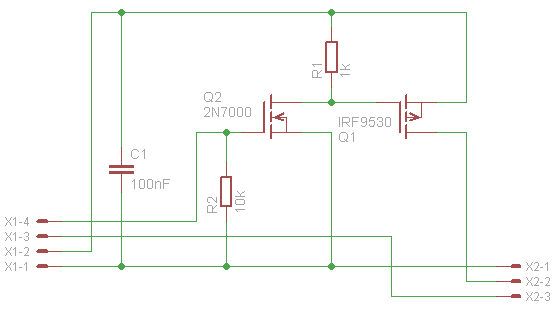 R1
1k
Q2
2N7000
IRF9530
Q1
C1
100nF
R2
10k
X1-4
X1-3
X1-2
X1-1
X2-1
X2-2
X2-3